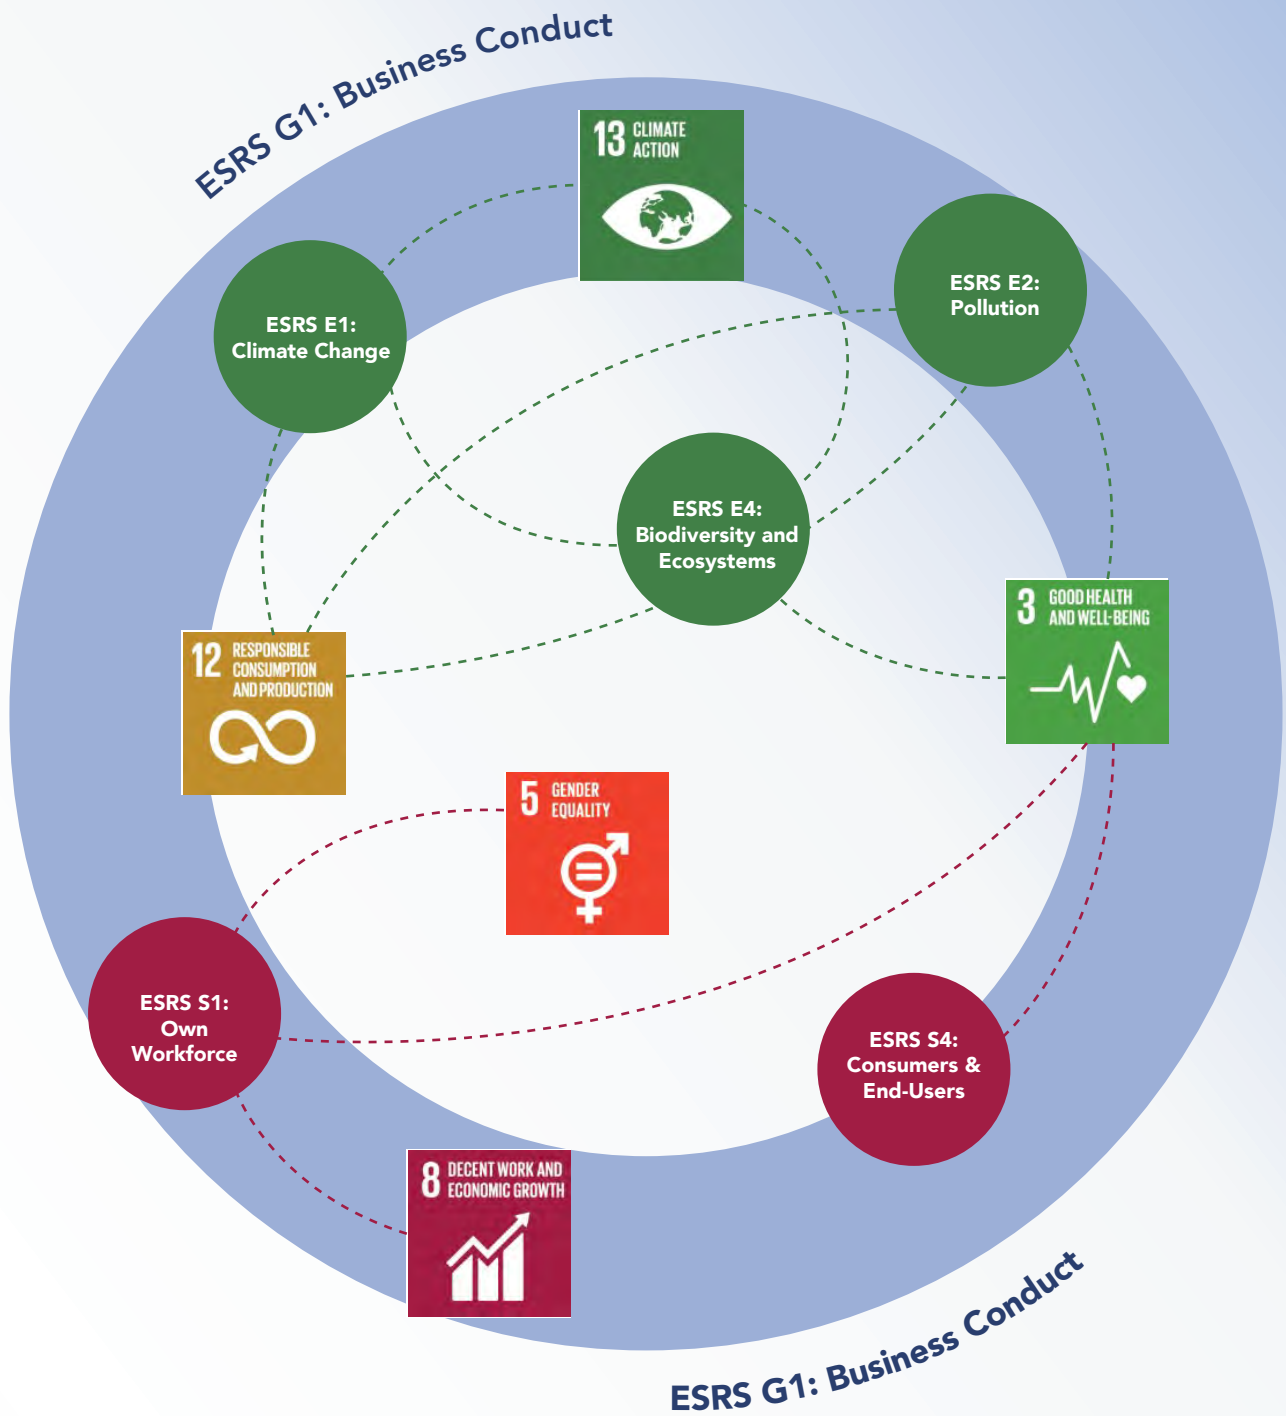 ESRS G1: Business Conduct
13 CLIMATE
ACTION
ESRS E2:
Pollution
ESRS E1:
Climate Change
ESRS E4:
Biodiversity and
Ecosystems
3 GOOD HEALTH
AND WELL-BEING
12 RESPONSIBLE
CONSUMPTION
AND PRODUCTION
5 GENDER
EQUALITY
ESRS S1:
Own
Workforce
ESRS S4:
Consumers &
End-Users
8 DECENT WORK AND
ECONOMIC GROWTH
ESRS G1: Business Conduct